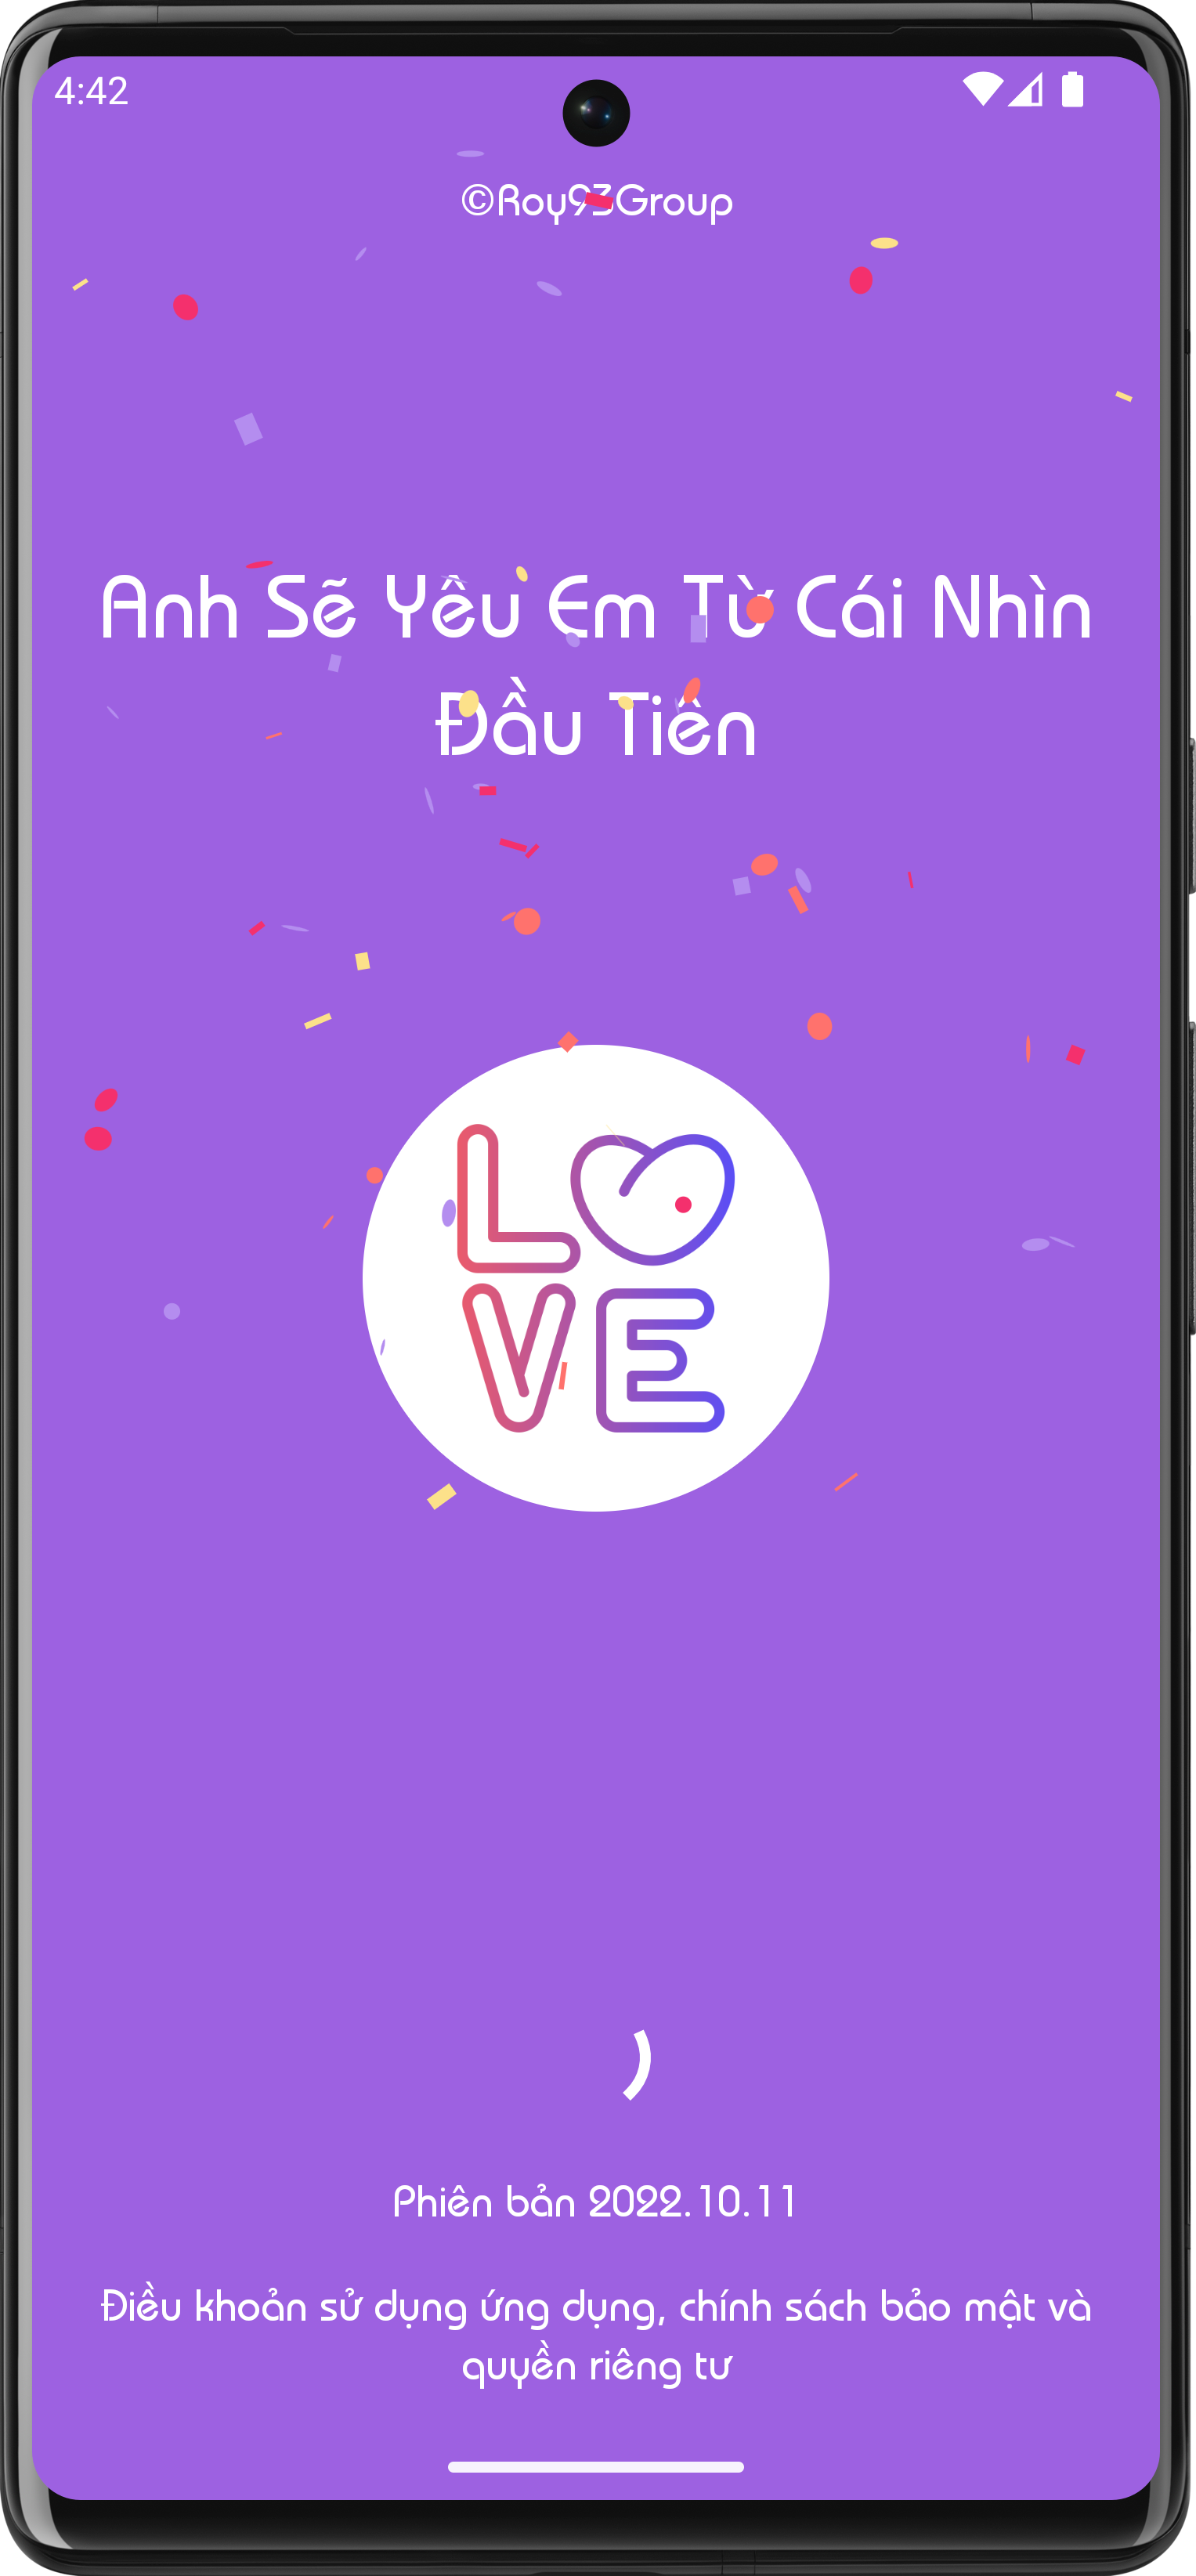 4:42
©Roy93Group
Anh Sẽ Yêu Em Từ Cái Nhìn
Đầu Tiên
LOVE
Phiên bản 2022.10.11
Điều khoản sử dụng ứng dụng, chính sách bảo mật và
quyền riêng tư